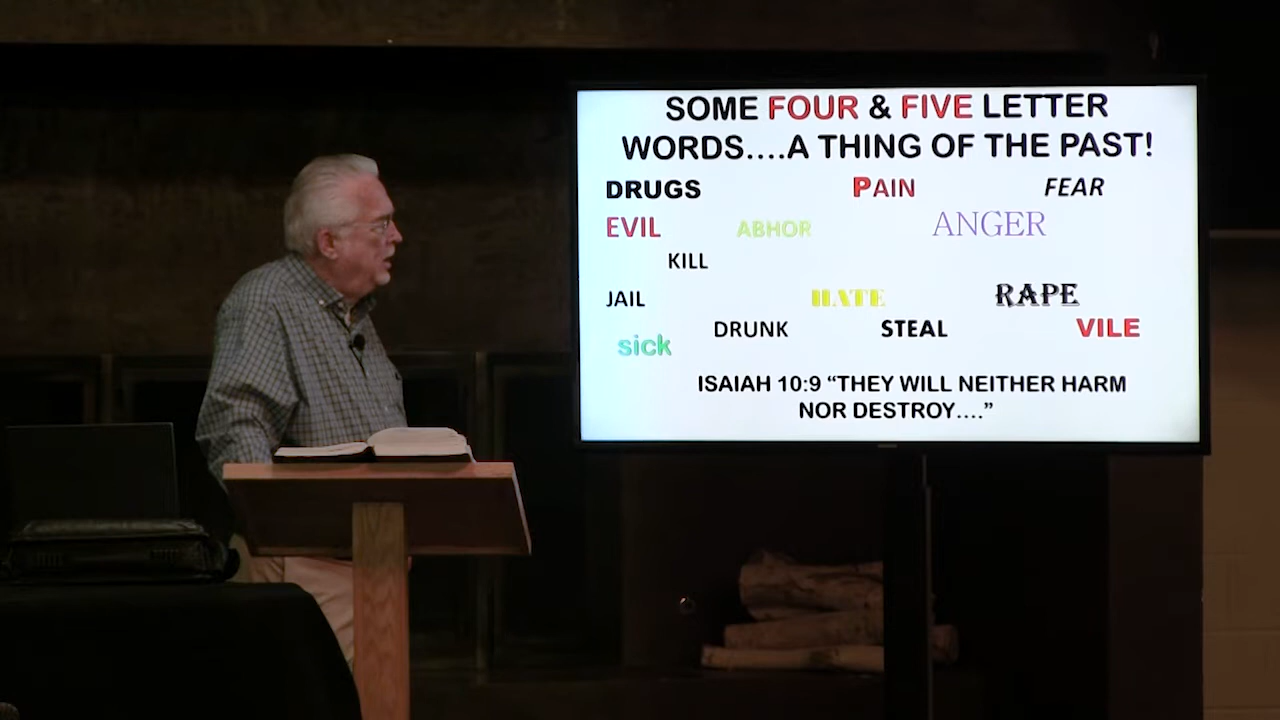 SOME FOUR & FIVE LETTER
WORDS....A THING OF THE PAST!
DRUGS PAIN FEAR
EVIL ABHOR ANGER
KILL
JAIL HATE RAPE
DRUNK STEAL VILE
sick
ISAIAH 10:9 “THEY WILL NEITHER HARM
NOR DESTROY....”